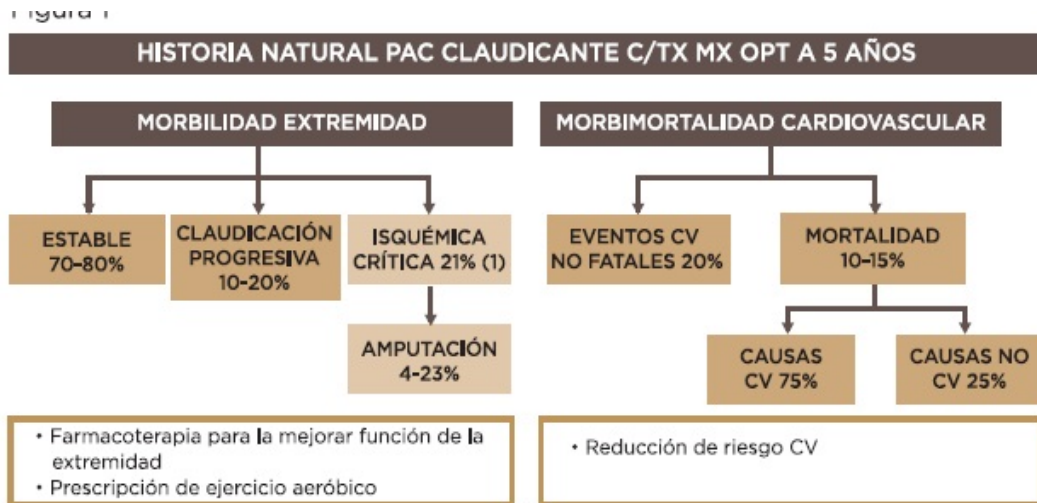 Figura 1
HISTORIA NATURAL PAC CLAUDICANTE C/TX MX OPT A 5 AÑOS
MORBILIDAD EXTREMIDAD
ESTABLE
70-80%
CLAUDICACIÓN
PROGRESIVA
10-20%
ISQUÉMICA
CRÍTICA 21% (1)
AMPUTACIÓN
4-23%
• Farmacoterapia para la mejorar función de la
extremidad
• Prescripción de ejercicio aeróbico
MORBIMORTALIDAD CARDIOVASCULAR
EVENTOS CV
NO FATALES 20%
MORTALIDAD
10-15%
CAUSAS
CV 75%
CAUSAS NO
CV 25%
• Reducción de riesgo CV